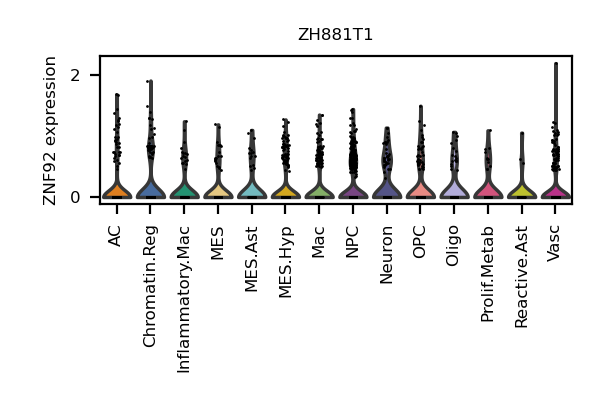 ZH881T1
ZNF92 expression
2
0
AC
Chromatin.Reg
Inflammatory.Mac
MES
MES.Ast
MES.Hyp
Mac
NPC
Neuron
OPC
Oligo
Prolif.Metab
Reactive.Ast
Vasc